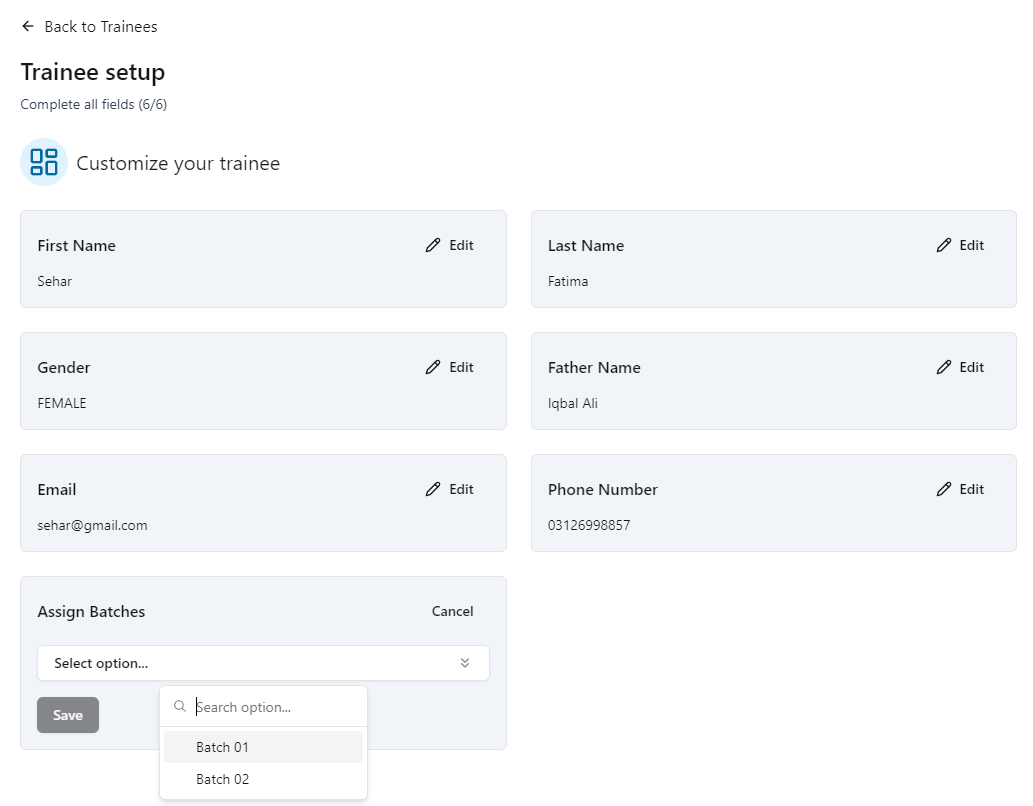 Back to Trainees
Trainee setup
Complete all fields (6/6)
Customize your trainee
First Name
Edit
Sehar
Last Name
Edit
Fatima
Gender
Edit
FEMALE
Father Name
Edit
Iqbal Ali
Email
Edit
sehar@gmail.com
Phone Number
Edit
03126998857
Assign Batches
Cancel
Select option...
Save
Search option...
Batch 01
Batch 02